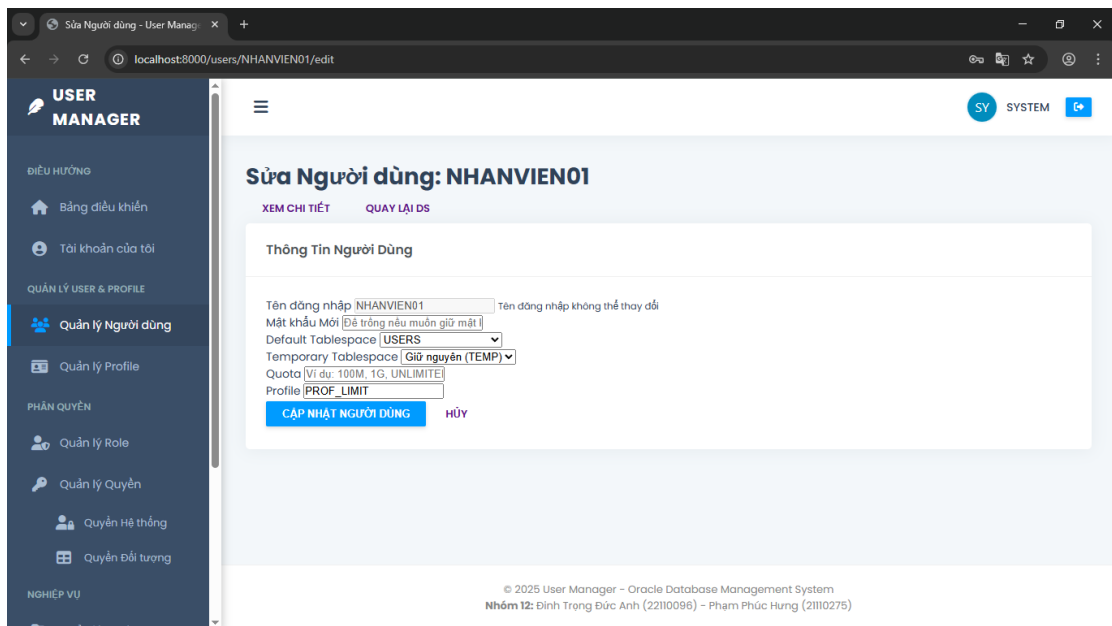 Sửa Người dùng - User Manag
localhost:8000/users/NHANVIEN01/edit
USER
MANAGER
SY SYSTEM
ĐIỀU HƯỚNG
Bảng điều khiển
Tài khoản của tôi
QUẢN LÝ USER & PROFILE
Quản lý Người dùng
Quản lý Profile
PHÂN QUYỀN
Quản lý Role
Quản lý Quyền
Quyền Hệ thống
Quyền Đối tượng
NGHIỆP VỤ
Sửa Người dùng: NHANVIEN01
XEM CHI TIẾT QUAY LẠI DS
Thông Tin Người Dùng
Tên đăng nhập NHANVIEN01 Tên đăng nhập không thể thay đổi
Mật khẩu Mới Để trống nếu muốn giữ mật l
Default Tablespace USERS
Temporary Tablespace Giữ nguyên (TEMP)
Quota Ví dụ: 100M, 1G, UNLIMITE
Profile PROF_LIMIT
CẬP NHẬT NGƯỜI DÙNG HỦY
© 2025 User Manager - Oracle Database Management System
Nhóm 12: Đinh Trọng Đức Anh (22110096) - Phạm Phúc Hưng (21110275)